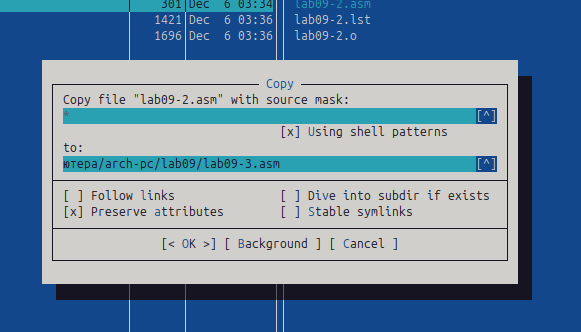 301 Dec 6 03:34 lab09-2.asm
1421 Dec 6 03:36 lab09-2.lst
1696 Dec 6 03:36 lab09-2.o
Copy
Copy file "lab09-2.asm" with source mask:
* [^]
[x] Using shell patterns
to:
ютера/arch-pc/lab09/lab09-3.asm [^]
[ ] Follow links [ ] Dive into subdir if exists
[x] Preserve attributes [ ] Stable symlinks
[< OK >] [ Background ] [ Cancel ]